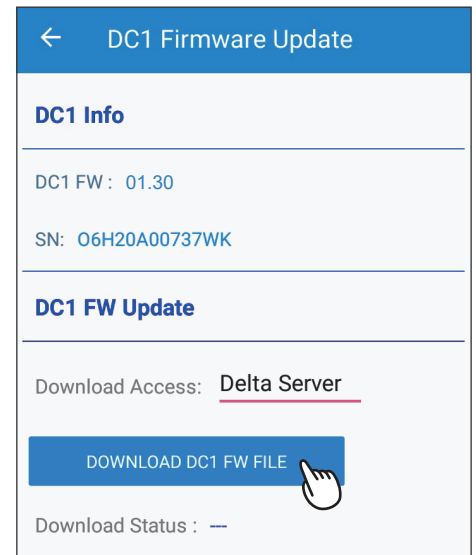 ← DC1 Firmware Update
DC1 Info
DC1 FW : 01.30
SN: O6H20A00737WK
DC1 FW Update
Download Access: Delta Server
DOWNLOAD DC1 FW FILE
Download Status : ---